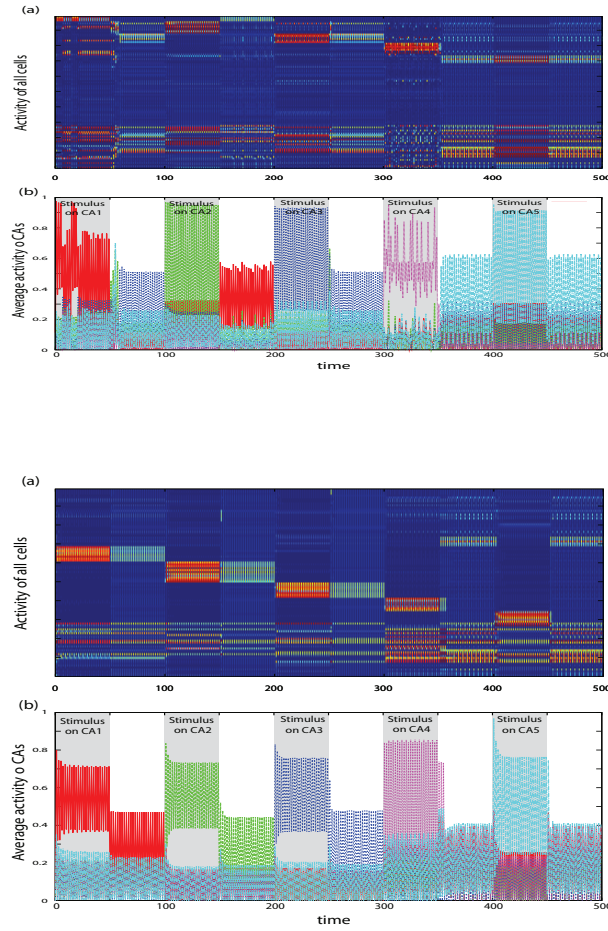 (a)
Activity of all cells
0 100 200 300 400 500
(b)
Average activity o CAs
1
0.8
0.6
0.4
0.2
0
Stimulus on CA1
Stimulus on CA2
Stimulus on CA3
Stimulus on CA4
Stimulus on CA5
0 100 200 300 400 500
time
(a)
Activity of all cells
0 100 200 300 400 500
(b)
Average activity o CAs
1
0.8
0.6
0.4
0.2
0
Stimulus on CA1
Stimulus on CA2
Stimulus on CA3
Stimulus on CA4
Stimulus on CA5
0 100 200 300 400 500
time